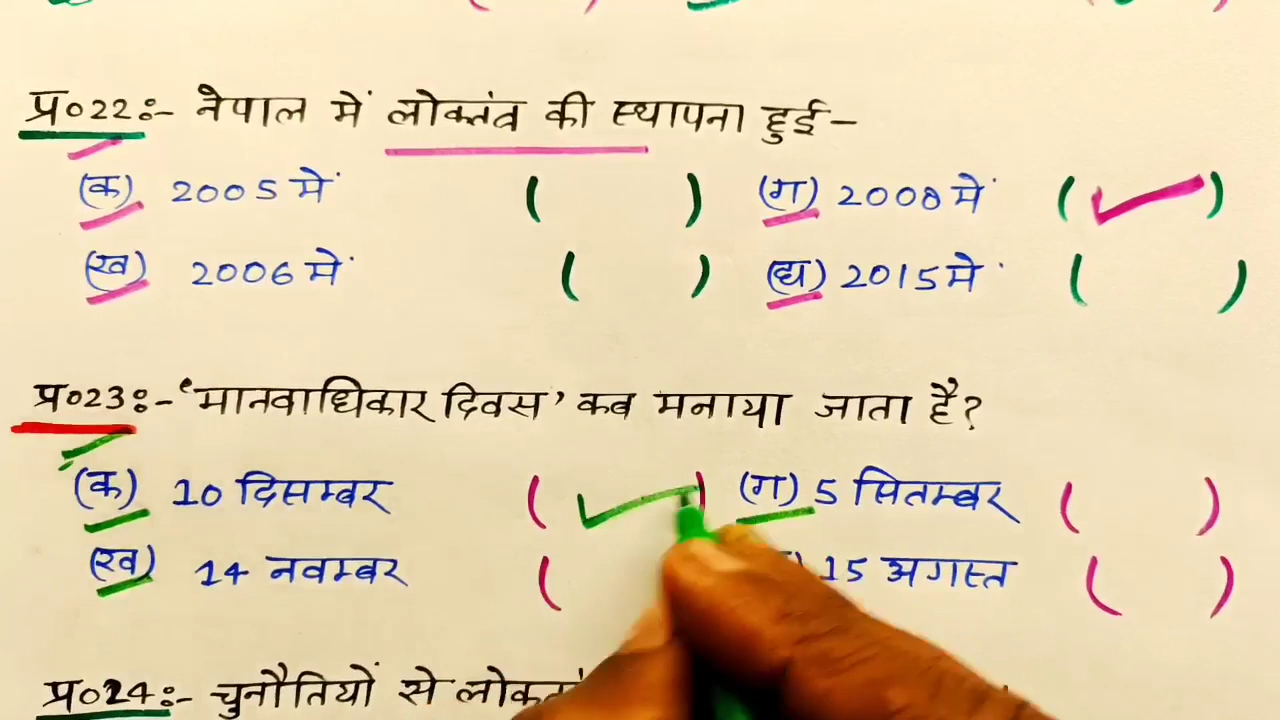 प्र०22:- नेपाल में लोकतंत्र की स्थापना हुई-
(क) 2005 में ( ) (ग) 2008 में (✓)
(ख) 2006 में ( ) (घ) 2015 में ( )
प्र०23:- 'मानवाधिकार दिवस' कब मनाया जाता है?
(क) 10 दिसम्बर (✓) (ग) 5 सितम्बर ( )
(ख) 14 नवम्बर ( 15 अगस्त ( )
प्र०24:- चुनौतियों से